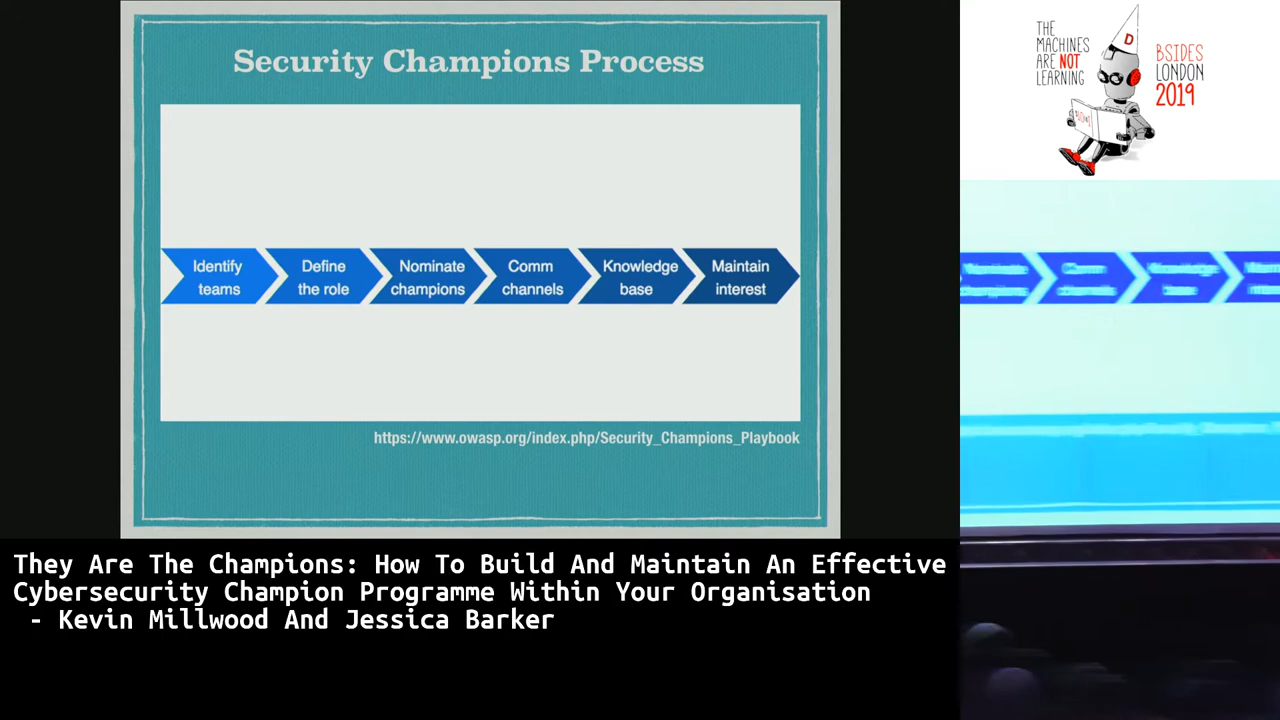 Security Champions Process
Identify
teams
Define
the role
Nominate
champions
Comm
channels
Knowledge
base
Maintain
interest
https://www.owasp.org/index.php/Security_Champions_Playbook
THE
MACHINES
ARE NOT
LEARNING
D
BSIDES
LONDON
2019
They Are The Champions: How To Build And Maintain An Effective
Cybersecurity Champion Programme Within Your Organisation
- Kevin Millwood And Jessica Barker